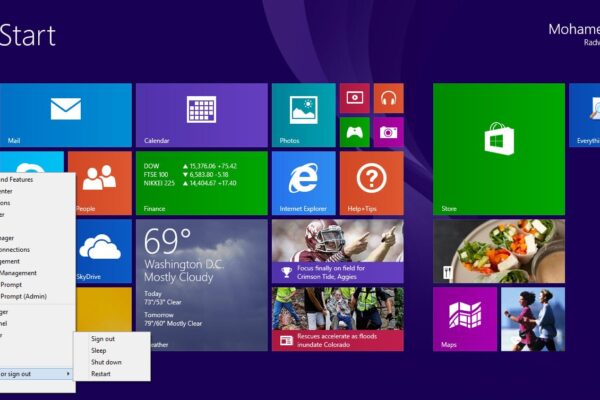 Start
Mohame
Radw
Mail
Calendar
Photos
DOW ▲ 15,376.06 +75.42
FTSE 100 ▼ 6,583.80 -5.18
NIKKEI 225 ▲ 14,404.67 +17.40
People
Finance
Internet Explorer
Help+Tips
Store
Everythin
nd Features
enter
ons
er
ager
onnections
gement
Management
Prompt
Prompt (Admin)
ger
nel
r
or sign out
Sign out
Sleep
Shut down
Restart
SkyDrive
69°
Washington D.C.
Mostly Cloudy
Today
73°/53° Clear
Tomorrow
79°/60° Mostly Clear
eather
Focus finally on field for
Crimson Tide, Aggies
Rescues accelerate as floods
inundate Colorado
Maps